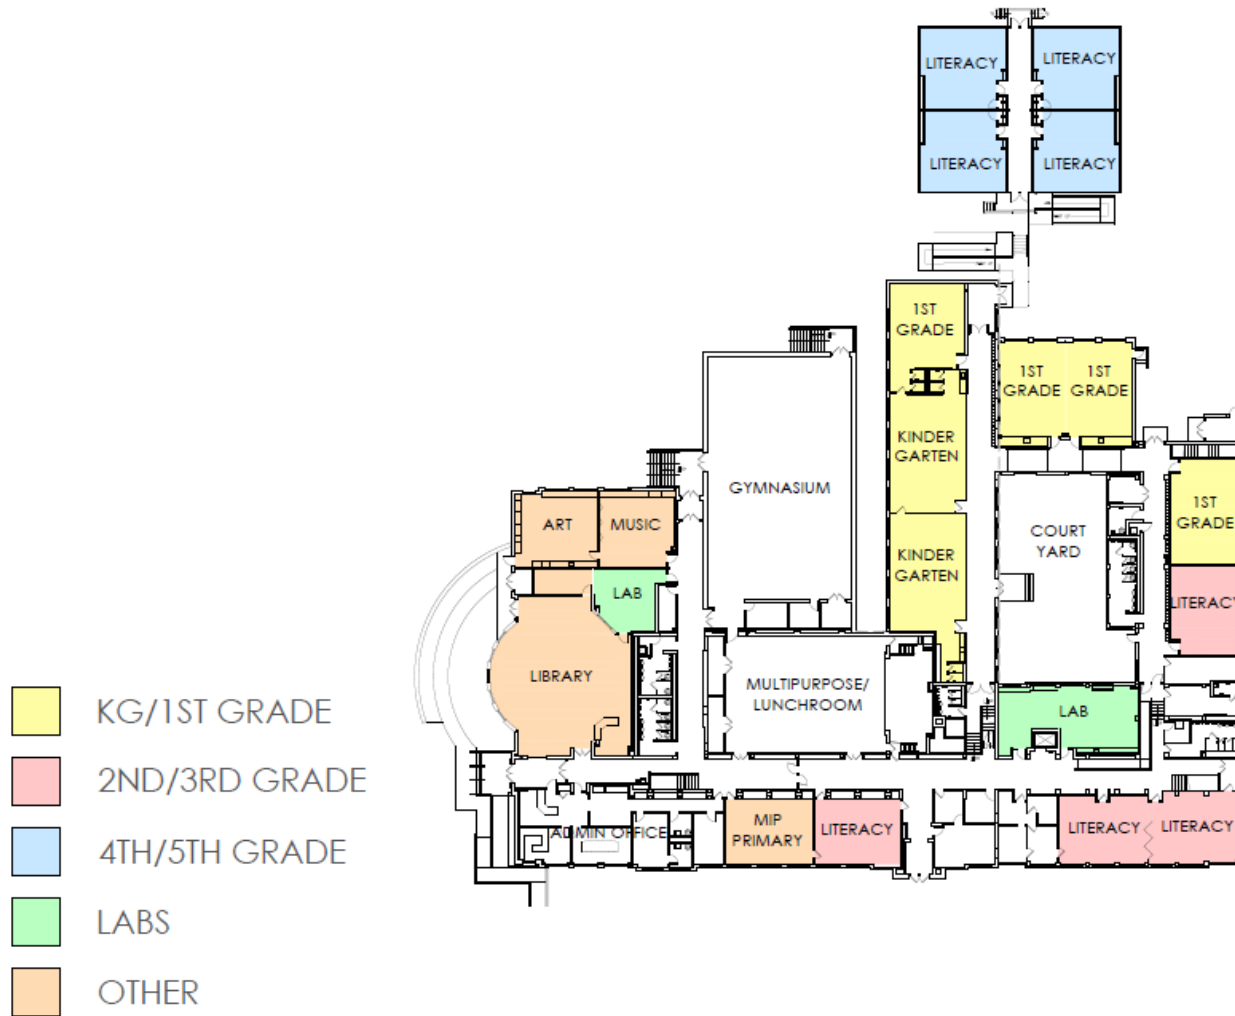 LITERACY
LITERACY
LITERACY
LITERACY
1ST
GRADE
1ST
GRADE
1ST
GRADE
KINDER
GARTEN
GYMNASIUM
1ST
GRADE
ART
MUSIC
COURT
YARD
KINDER
GARTEN
LAB
LITERACY
LIBRARY
MULTIPURPOSE/
LUNCHROOM
LAB
MIP
PRIMARY
LITERACY
LITERACY
LITERACY
ADMIN OFFICE
KG/1ST GRADE
2ND/3RD GRADE
4TH/5TH GRADE
LABS
OTHER